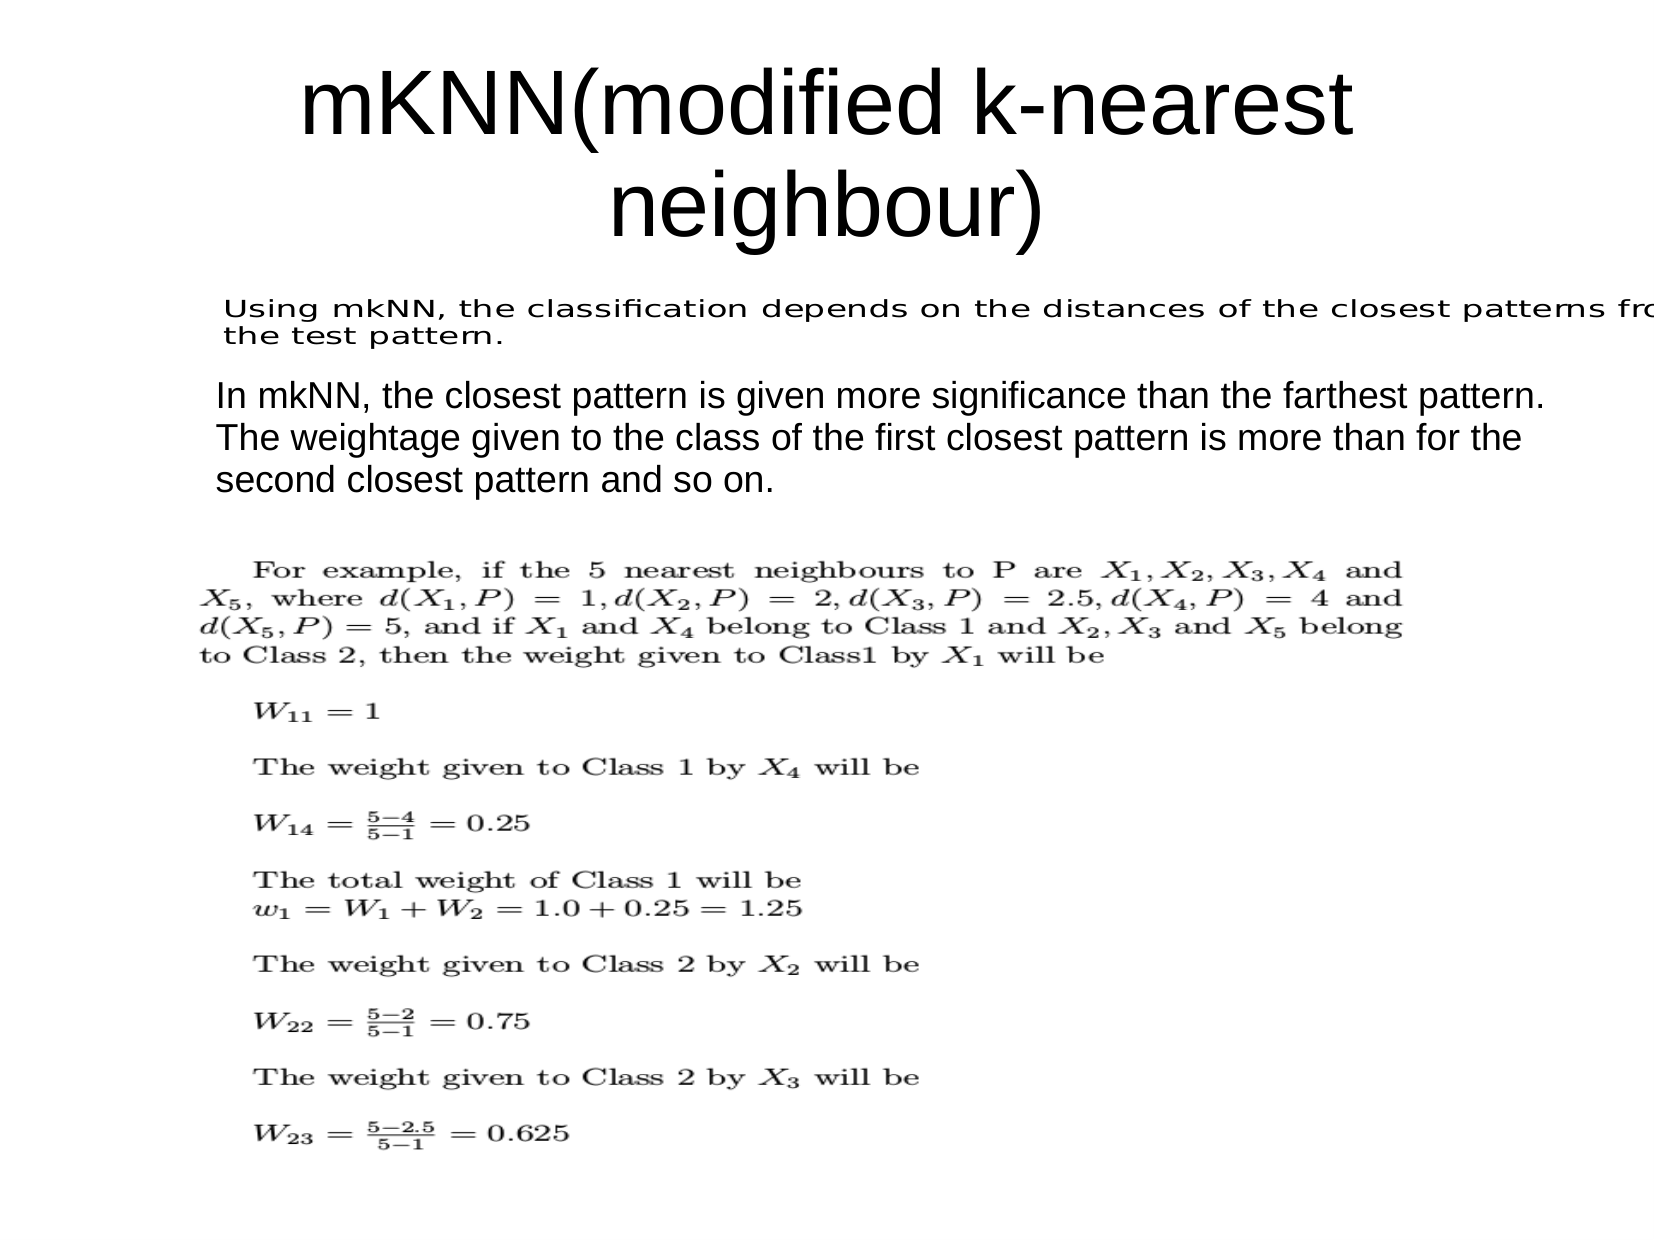 mKNN(modified k-nearest
neighbour)
Using mkNN, the classification depends on the distances of the closest patterns
the test pattern.
In mkNN, the closest pattern is given more significance than the farthest pattern.
The weightage given to the class of the first closest pattern is more than for the
second closest pattern and so on.
For example, if the 5 nearest neighbours to P are X₁, X₂, X₃, X₄ and
X₅, where d(X₁, P) = 1, d(X₂, P) = 2, d(X₃, P) = 2.5, d(X₄, P) = 4 and
d(X₅, P) = 5, and if X₁ and X₄ belong to Class 1 and X₂, X₃ and X₅ belong
to Class 2, then the weight given to Class1 by X₁ will be
W₁₁ = 1
The weight given to Class 1 by X₄ will be
W₁₄ = (5−4)/(5−1) = 0.25
The total weight of Class 1 will be
w₁ = W₁ + W₂ = 1.0 + 0.25 = 1.25
The weight given to Class 2 by X₂ will be
W₂₂ = (5−2)/(5−1) = 0.75
The weight given to Class 2 by X₃ will be
W₂₃ = (5−2.5)/(5−1) = 0.625